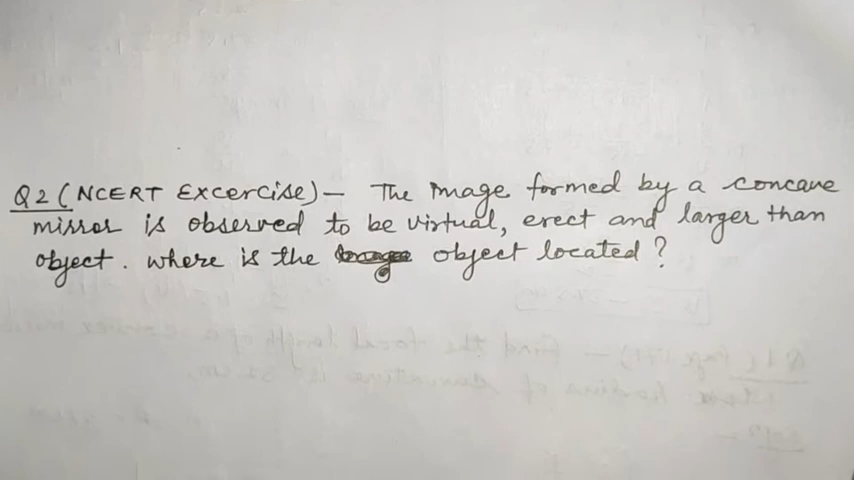 Q2 (NCERT Excercise) - The image formed by a concave
mirror is observed to be virtual, erect and larger than
object. where is the object located?